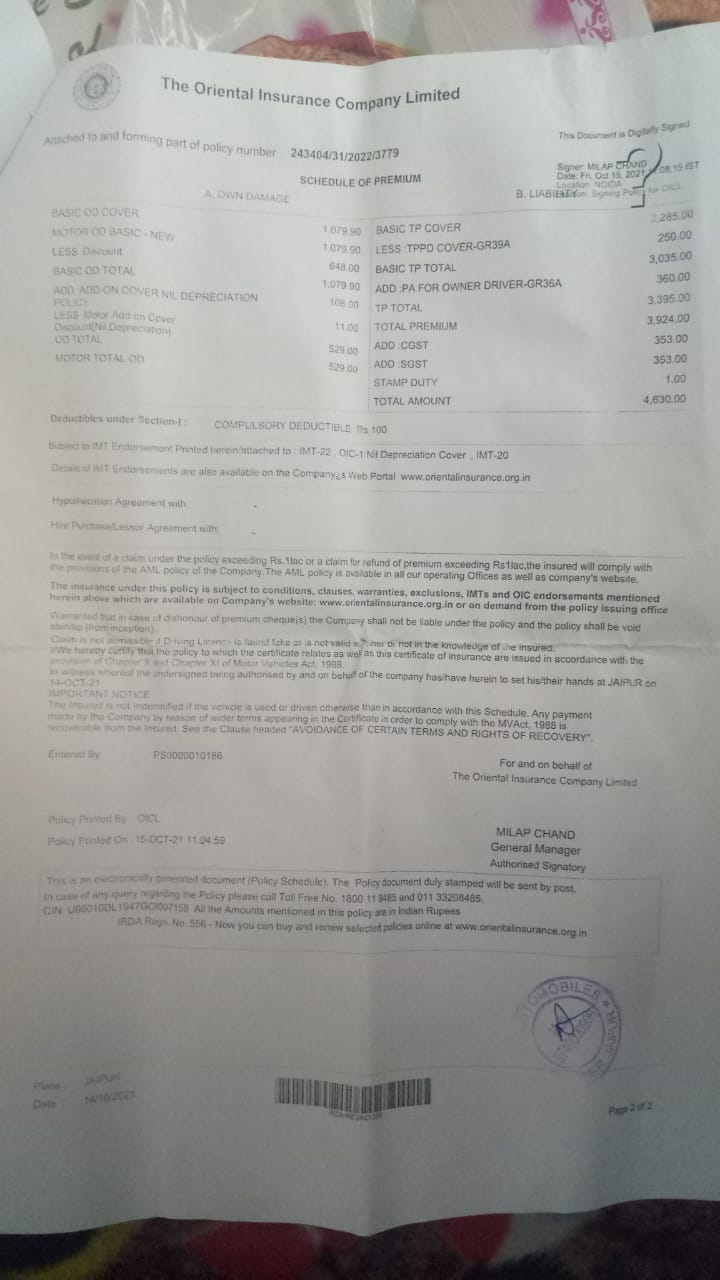 The Oriental Insurance Company Limited
Attached to and forming part of policy number 243404/31/2022/3779
This Document is Digitally Signed
Signer: MILAP CHAND
Date: Fri, Oct 15, 2021 08:15 IST
Location: NOIDA
Signing Policy for OICL
SCHEDULE OF PREMIUM
A. OWN DAMAGE
B. LIABILITY
BASIC OD COVER 1,079.90
MOTOR OD BASIC - NEW 1,079.90
LESS :Discount 648.00
BASIC OD TOTAL 1,079.90
ADD :ADD-ON COVER NIL DEPRECIATION
POLICY 108.00
LESS :Motor Add on Cover
Discount(Nil Depreciation) 11.00
OD TOTAL 529.00
MOTOR TOTAL OD 529.00
BASIC TP COVER ,285.00
LESS :TPPD COVER-GR39A 250.00
BASIC TP TOTAL 3,035.00
ADD :PA FOR OWNER DRIVER-GR36A 360.00
TP TOTAL 3,395.00
TOTAL PREMIUM 3,924.00
ADD :CGST 353.00
ADD :SGST 353.00
STAMP DUTY 1.00
TOTAL AMOUNT 4,630.00
Deductibles under Section-I : COMPULSORY DEDUCTIBLE Rs.100
Subject to IMT Endorsement Printed herein/attached to : IMT-22 , OIC-1:Nil Depreciation Cover , IMT-20
Details of IMT Endorsements are also available on the Company¿s Web Portal www.orientalinsurance.org.in
Hypothecation Agreement with: -
Hire Purchase/Lessor Agreement with: -
In the event of a claim under the policy exceeding Rs.1lac or a claim for refund of premium exceeding Rs1lac,the insured will comply with
the provisions of the AML policy of the Company.The AML policy is available in all our operating Offices as well as company's website.
The insurance under this policy is subject to conditions, clauses, warranties, exclusions, IMTs and OIC endorsements mentioned
herein above which are available on Company's website: www.orientalinsurance.org.in or on demand from the policy issuing office
Warranted that in case of dishonour of premium cheque(s) the Company shall not be liable under the policy and the policy shall be void
abinitio (from inception).
Claim is not admissible if Driving is found fake or is not valid or not in the knowledge of the insured.
I/We hereby certify that the policy to which the certificate relates as well as this certificate of insurance are issued in accordance with the
provision of Chapter X and Chapter XI of Motor Vehicles Act, 1988.
In witness whereof the undersigned being authorised by and on behalf of the company has/have herein to set his/their hands at JAIPUR on
14-OCT-21
IMPORTANT NOTICE
The Insured is not Indemnified if the vehicle is used or driven otherwise than in accordance with this Schedule. Any payment
made by the Company by reason of wider terms appearing in the Certificate in order to comply with the MVAct, 1988 is
recoverable from the Insured. See the Clause headed "AVOIDANCE OF CERTAIN TERMS AND RIGHTS OF RECOVERY".
Entered By PS0000010186
For and on behalf of
The Oriental Insurance Company Limited
Policy Printed By : OICL
Policy Printed On : 15-OCT-21 11:04:59
MILAP CHAND
General Manager
Authorised Signatory
This is an electronically generated document (Policy Schedule). The Policy document duly stamped will be sent by post.
In case of any query regarding the Policy please call Toll Free No. 1800 11 8485 and 011 33208485.
CIN: U66010DL1947GOI007158 All the Amounts mentioned in this policy are in Indian Rupees
IRDA Regn. No. 556 - Now you can buy and renew selected policies online at www.orientalinsurance.org.in
Place : JAIPUR
Date : 14/10/2021
Page 2 of 2